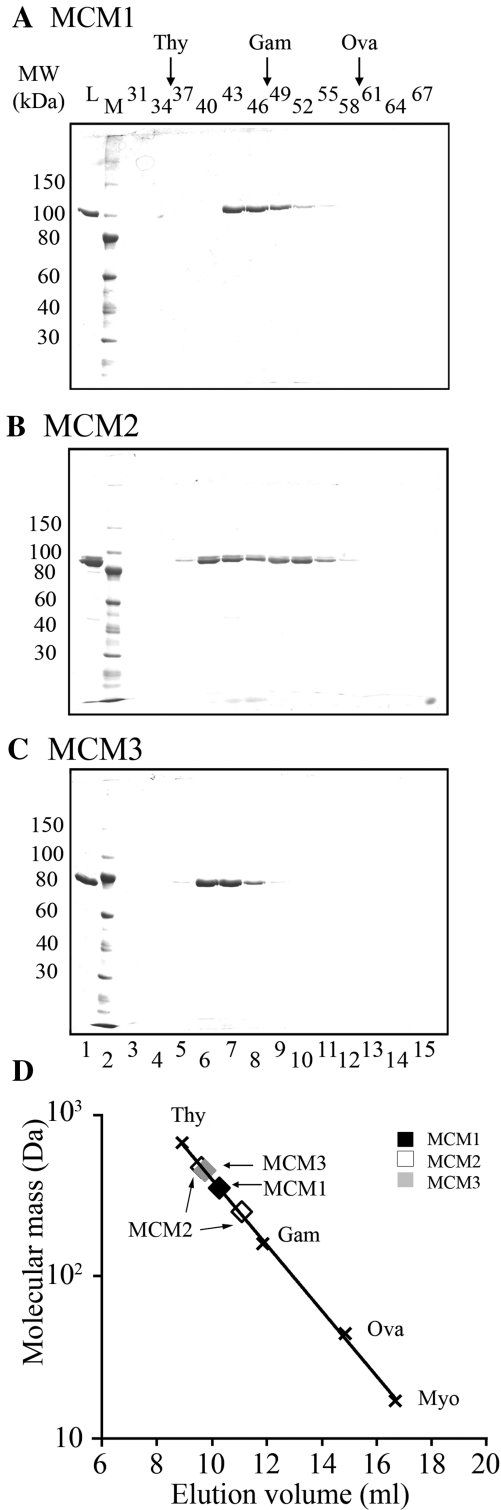 A MCM1
Thy Gam Ova
MW (kDa) L M 31 34 37 40 43 46 49 52 55 58 61 64 67
150
100
80
60
40
30
B MCM2
150
100
80
60
40
30
C MCM3
150
100
80
60
40
30
1 2 3 4 5 6 7 8 9 10 11 12 13 14 15
D
10³
10²
10
Molecular mass (Da)
Thy
MCM3
MCM1
MCM2
Gam
Ova
Myo
MCM1
MCM2
MCM3
6 8 10 12 14 16 18 20
Elution volume (ml)